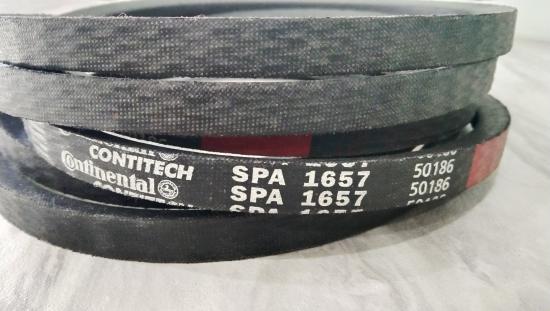 CONTITECH SPA 1657 50186
Continental SPA 1657 50186